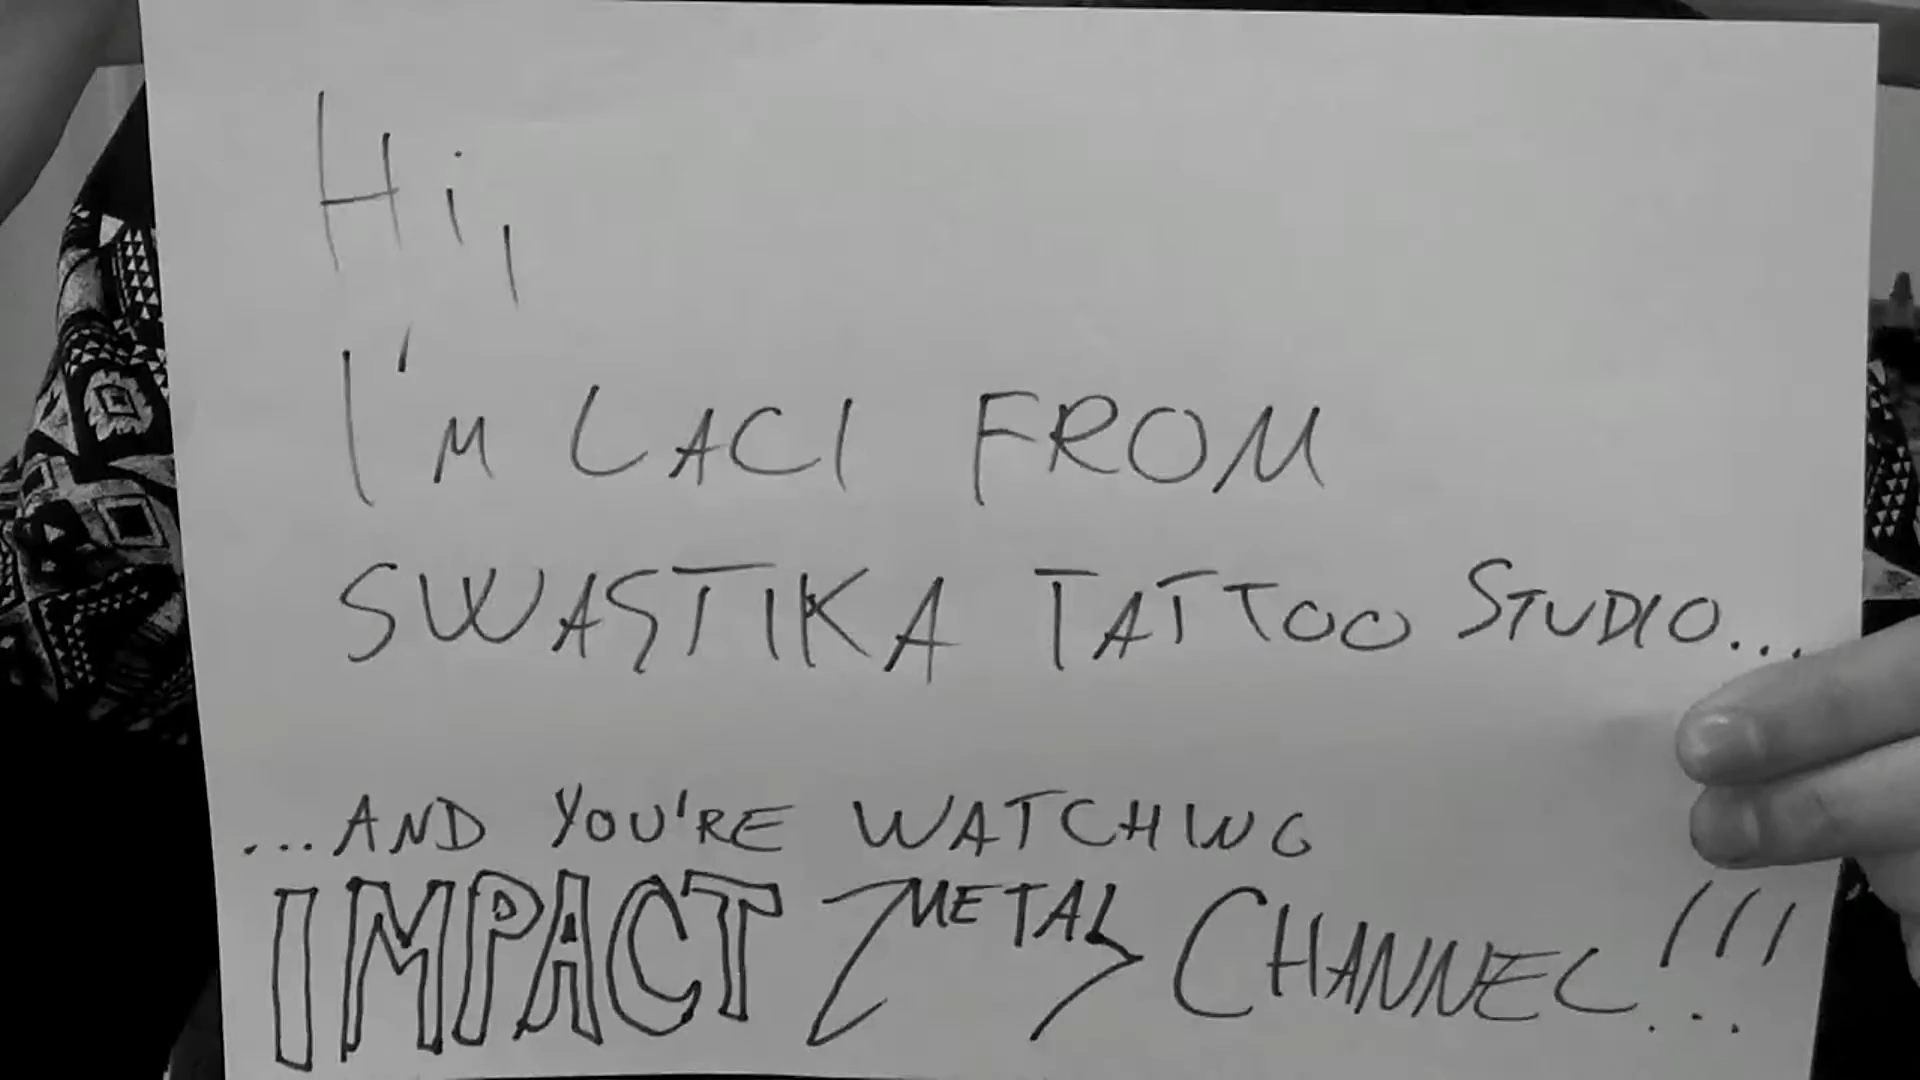 Hi,
I'M LACI FROM
SWASTIKA TATTOO STUDIO...
...AND YOU'RE WATCHING
IMPACT METAL CHANNEL!!!